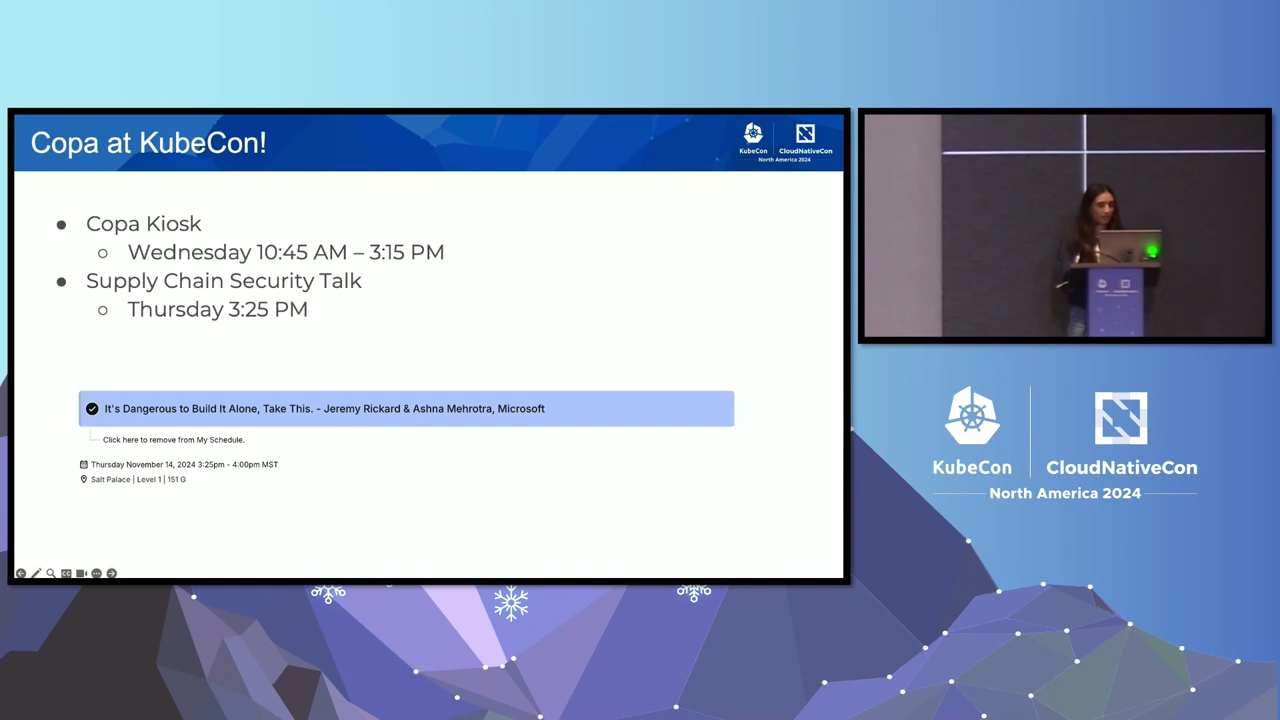 Copa at KubeCon!
KubeCon
CloudNativeCon
North America 2024
● Copa Kiosk
○ Wednesday 10:45 AM – 3:15 PM
● Supply Chain Security Talk
○ Thursday 3:25 PM
It's Dangerous to Build It Alone, Take This. - Jeremy Rickard & Ashna Mehrotra, Microsoft
Click here to remove from My Schedule.
Thursday November 14, 2024 3:25pm - 4:00pm MST
Salt Palace | Level 1 | 151 G
KubeCon
CloudNativeCon
North America 2024